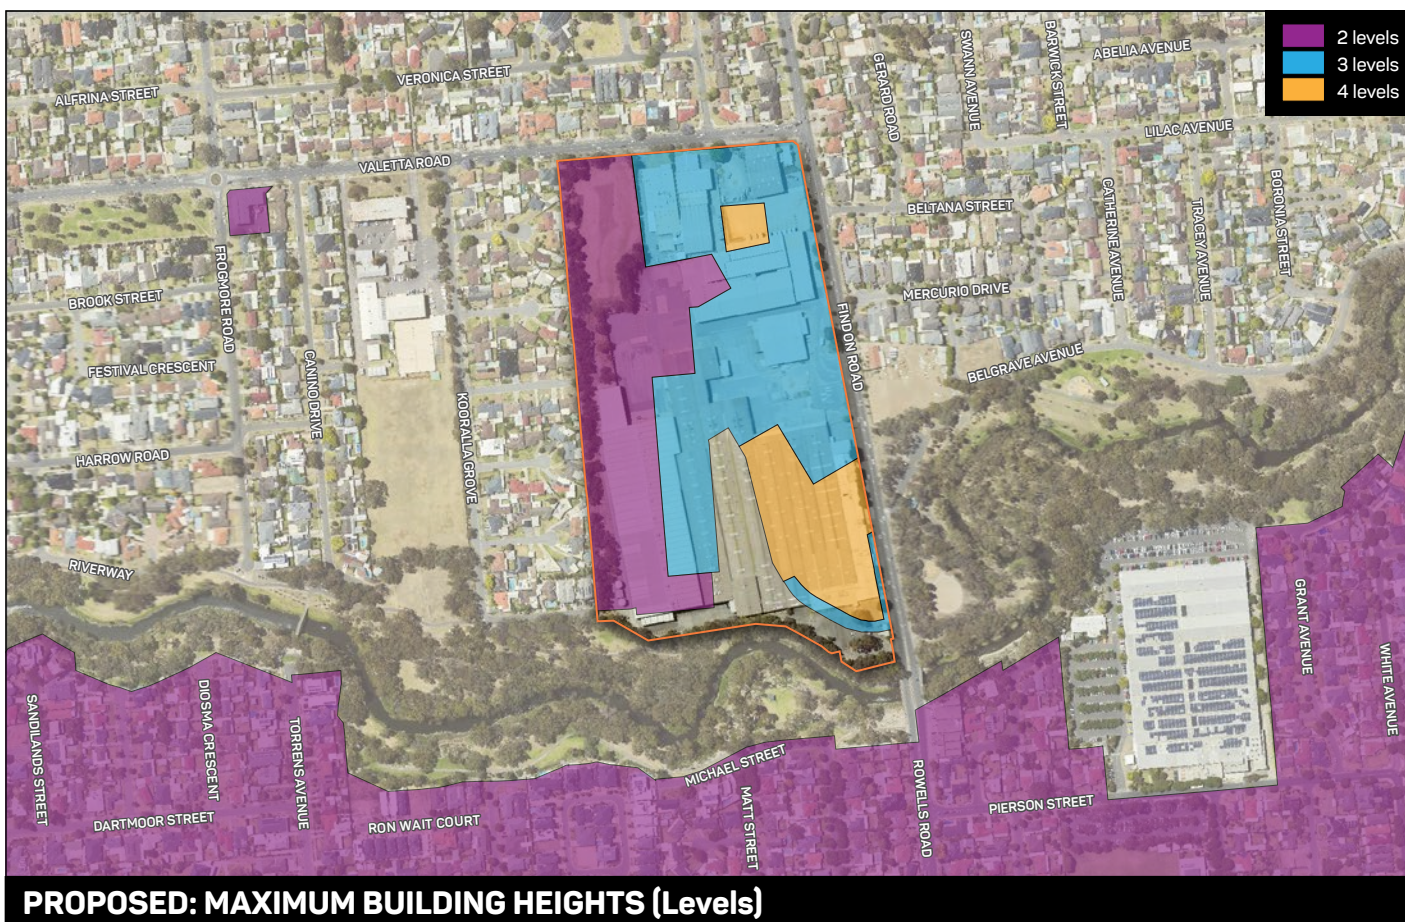 2 levels
3 levels
4 levels
ALFRINA STREET
VERONICA STREET
GERARD ROAD
SWANN AVENUE
BARWICK STREET
ABELIA AVENUE
LILAC AVENUE
VALETTA ROAD
BELTANA STREET
CATHERINE AVENUE
TRACEY AVENUE
BORONIA STREET
BROOK STREET
FROGMORE ROAD
MERCURIO DRIVE
FINDON ROAD
FESTIVAL CRESCENT
CANINO DRIVE
KOORALLA GROVE
BELGRAVE AVENUE
HARROW ROAD
RIVERWAY
GRANT AVENUE
WHITE AVENUE
SANDILANDS STREET
DIOSMA CRESCENT
TORRENS AVENUE
MICHAEL STREET
MATT STREET
ROWELLS ROAD
PIERSON STREET
DARTMOOR STREET
RON WAIT COURT
PROPOSED: MAXIMUM BUILDING HEIGHTS (Levels)